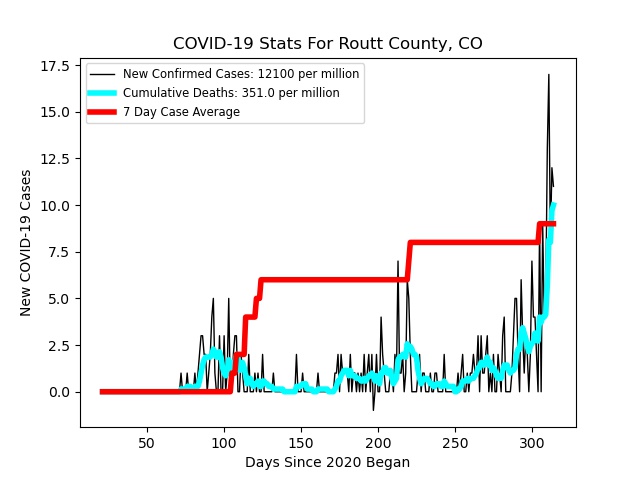 COVID-19 Stats For Routt County, CO
New Confirmed Cases: 12100 per million
Cumulative Deaths: 351.0 per million
7 Day Case Average
New COVID-19 Cases
17.5
15.0
12.5
10.0
7.5
5.0
2.5
0.0
50 100 150 200 250 300
Days Since 2020 Began